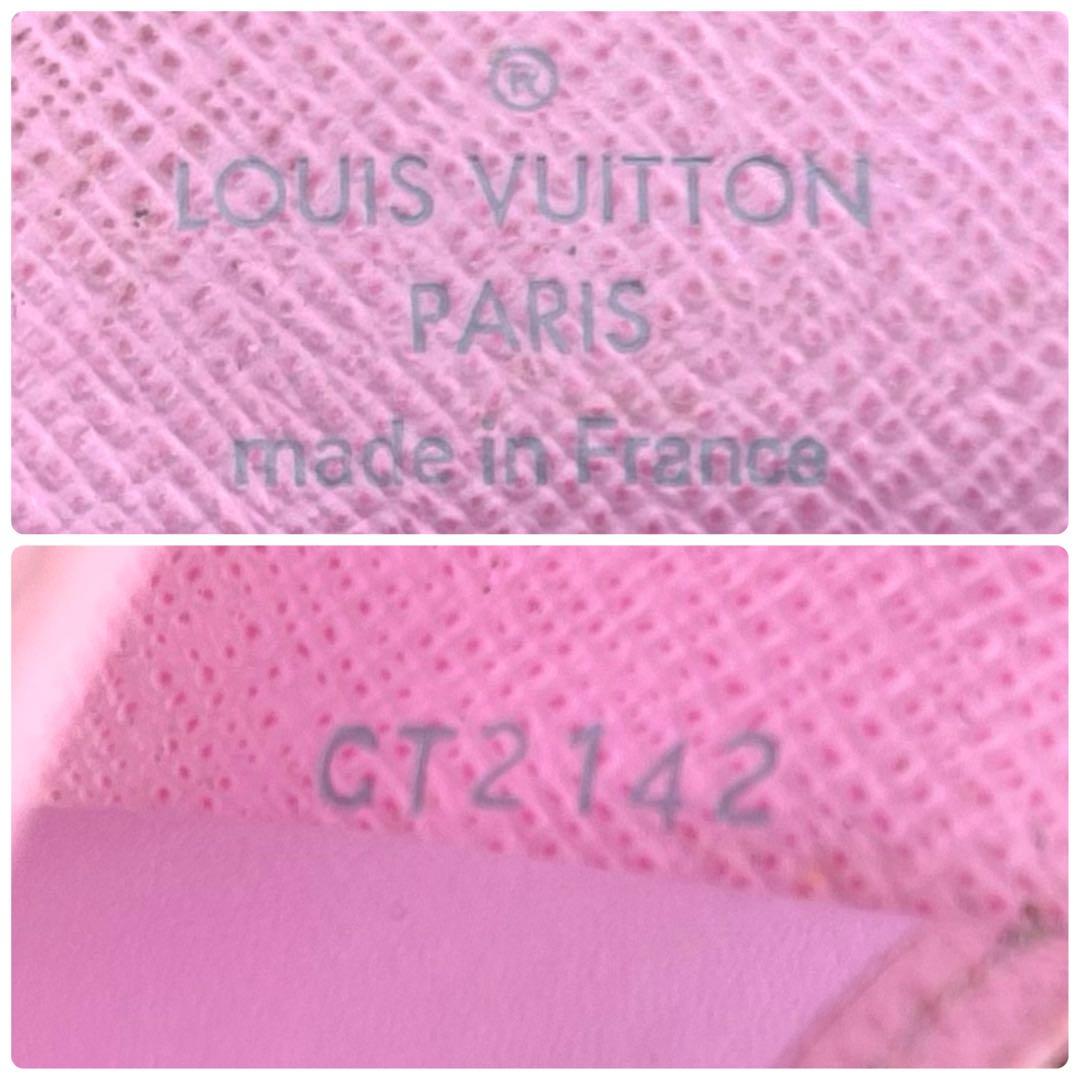 ®
LOUIS VUITTON
PARIS
made in France
CT2142